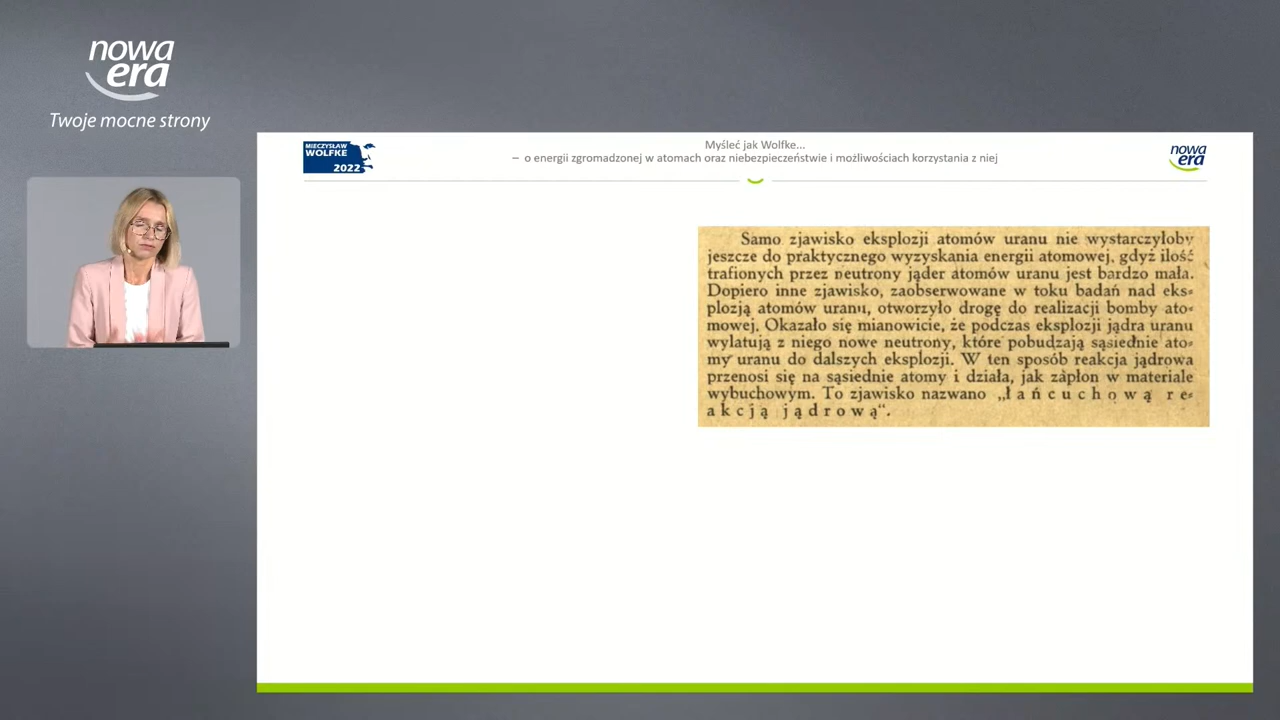 nowa
era
Twoje mocne strony
MIECZYSŁAW
WOLFKE
2022
Myśleć jak Wolfke...
– o energii zgromadzonej w atomach oraz niebezpieczeństwie i możliwościach korzystania z niej
nowa
era
Samo zjawisko eksplozji atomów uranu nie wystarczyłoby
jeszcze do praktycznego wyzyskania energii atomowej, gdyż ilość
trafionych przez neutrony jąder atomów uranu jest bardzo mała.
Dopiero inne zjawisko, zaobserwowane w toku badań nad eks-
plozją atomów uranu, otworzyło drogę do realizacji bomby ato-
mowej. Okazało się mianowicie, że podczas eksplozji jądra uranu
wylatują z niego nowe neutrony, które pobudzają sąsiednie ato-
my uranu do dalszych eksplozji. W ten sposób reakcja jądrowa
przenosi się na sąsiednie atomy i działa, jak zapłon w materiale
wybuchowym. To zjawisko nazwano „łańcuchową re-
akcją jądrową“.